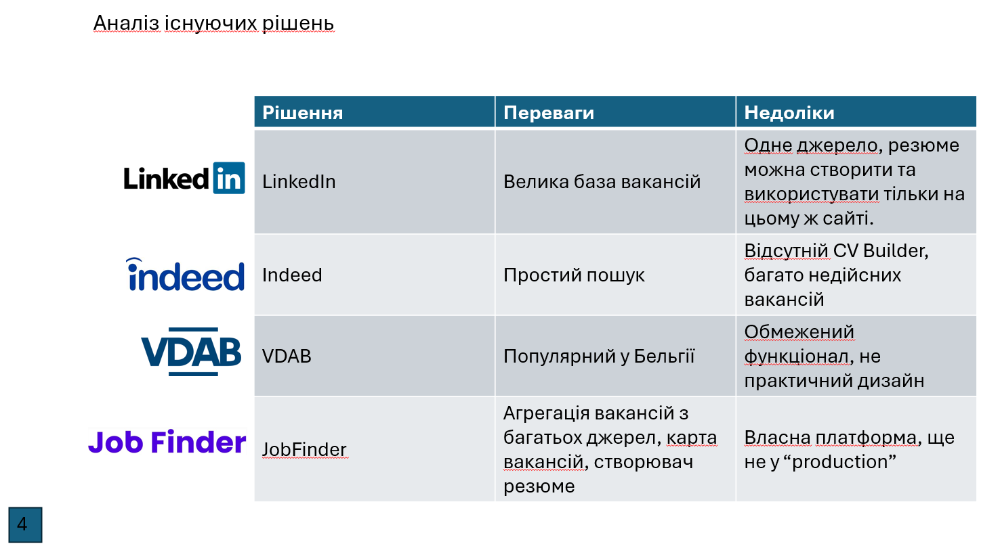 Аналіз існуючих рішень
Рішення
Переваги
Недоліки
Linked in
LinkedIn
Велика база вакансій
Одне джерело, резюме
можна створити та
використувати тільки на
цьому ж сайті.
indeed
Indeed
Простий пошук
Відсутній CV Builder,
багато недійсних
вакансій
VDAB
VDAB
Популярний у Бельгії
Обмежений
функціонал, не
практичний дизайн
Job Finder
JobFinder
Агрегація вакансій з
багатьох джерел, карта
вакансій, створювач
резюме
Власна платформа, ще
не у “production”
4